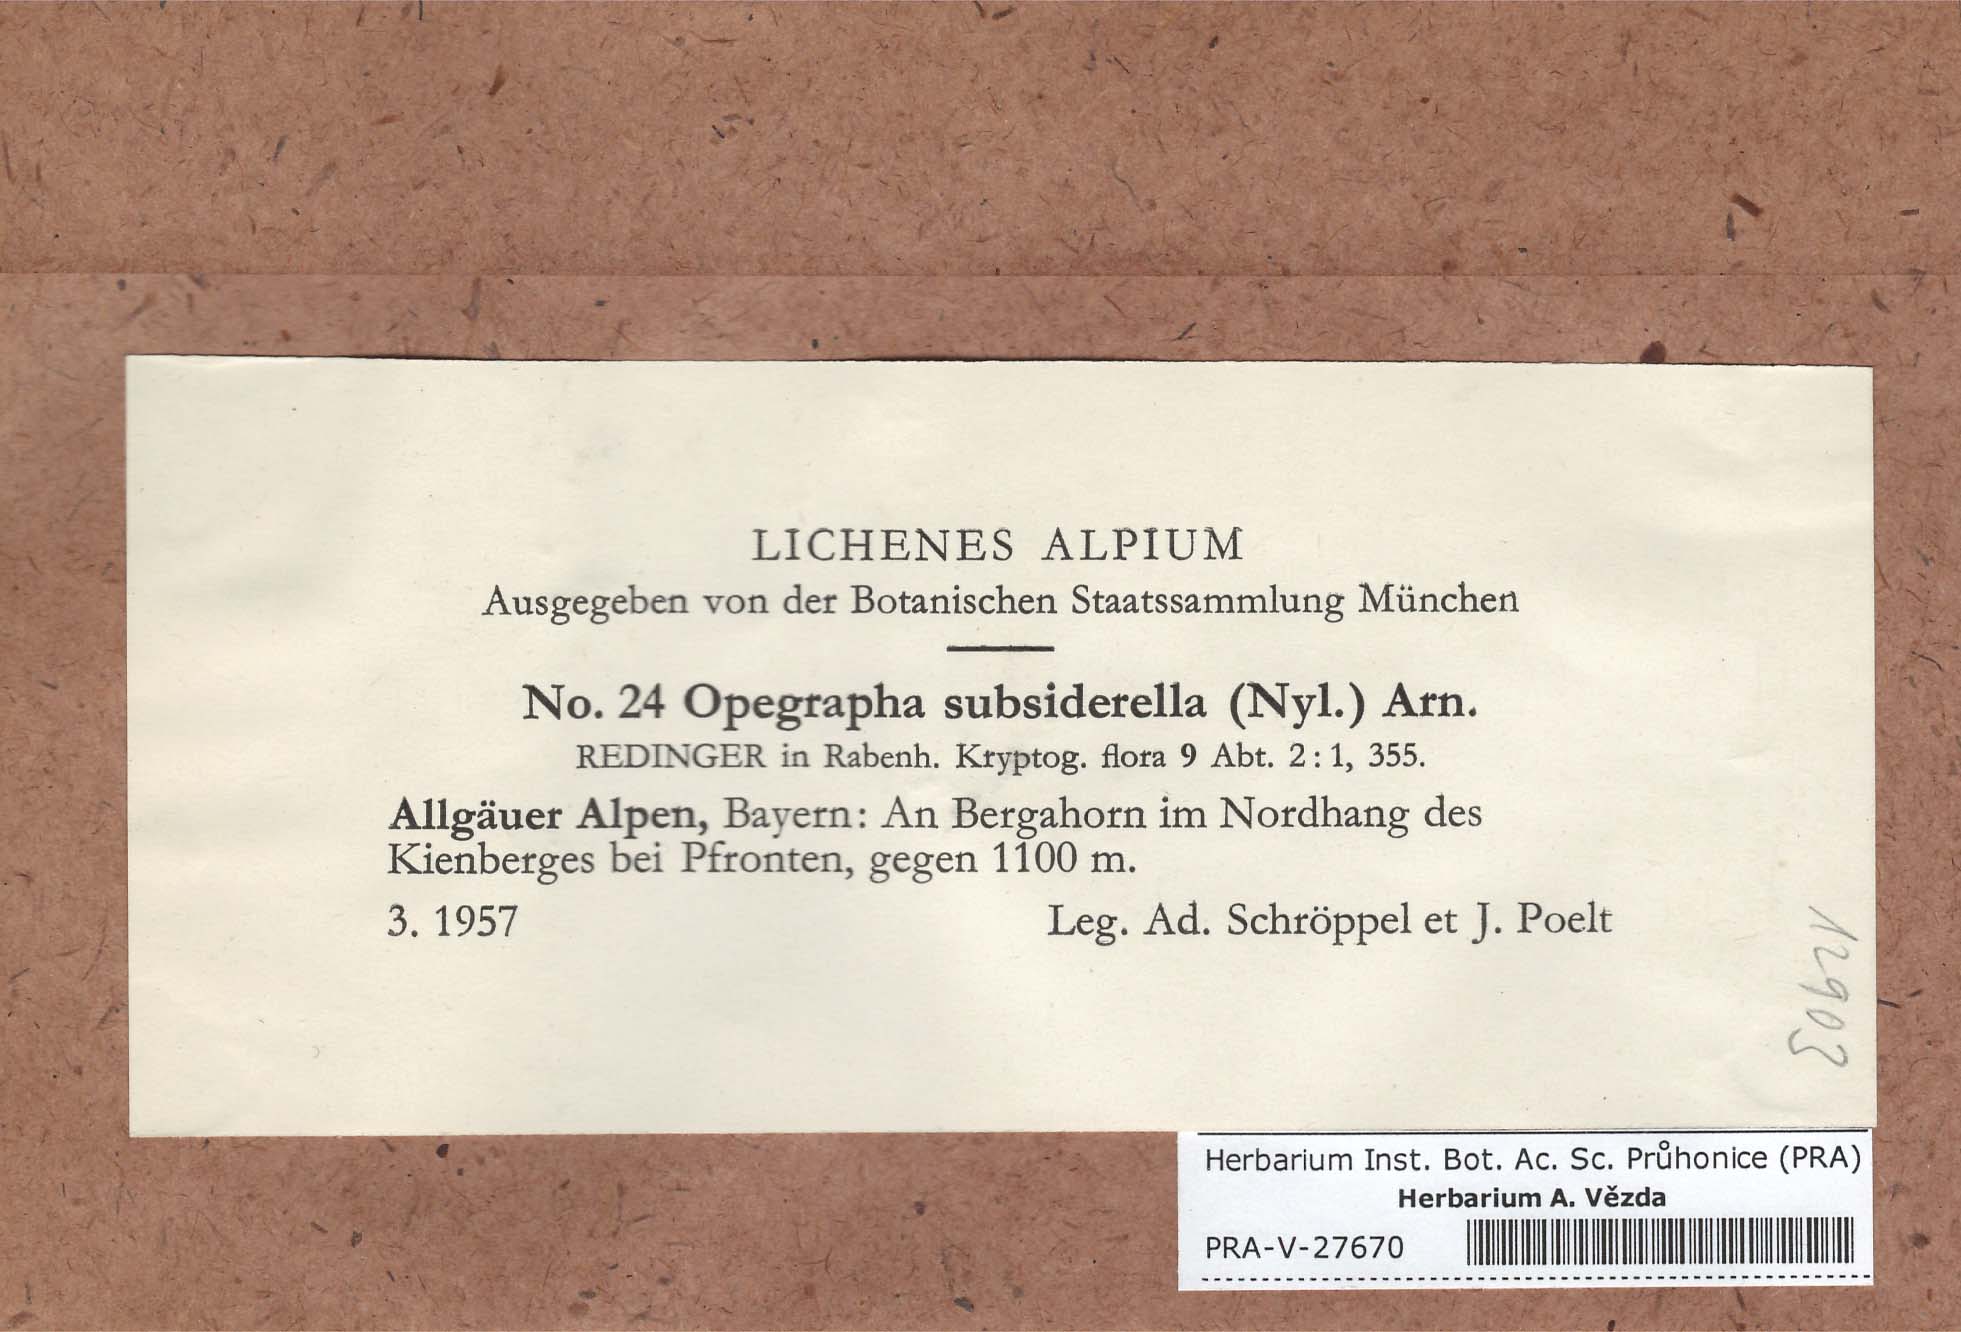 LICHENES ALPIUM
Ausgegeben von der Botanischen Staatssammlung München
No. 24 Opegrapha subsiderella (Nyl.) Arn.
REDINGER in Rabenh. Kryptog. flora 9 Abt. 2 : 1, 355.
Allgäuer Alpen, Bayern: An Bergahorn im Nordhang des
Kienberges bei Pfronten, gegen 1100 m.
3. 1957 Leg. Ad. Schröppel et J. Poelt
12903
Herbarium Inst. Bot. Ac. Sc. Průhonice (PRA)
Herbarium A. Vězda
PRA-V-27670